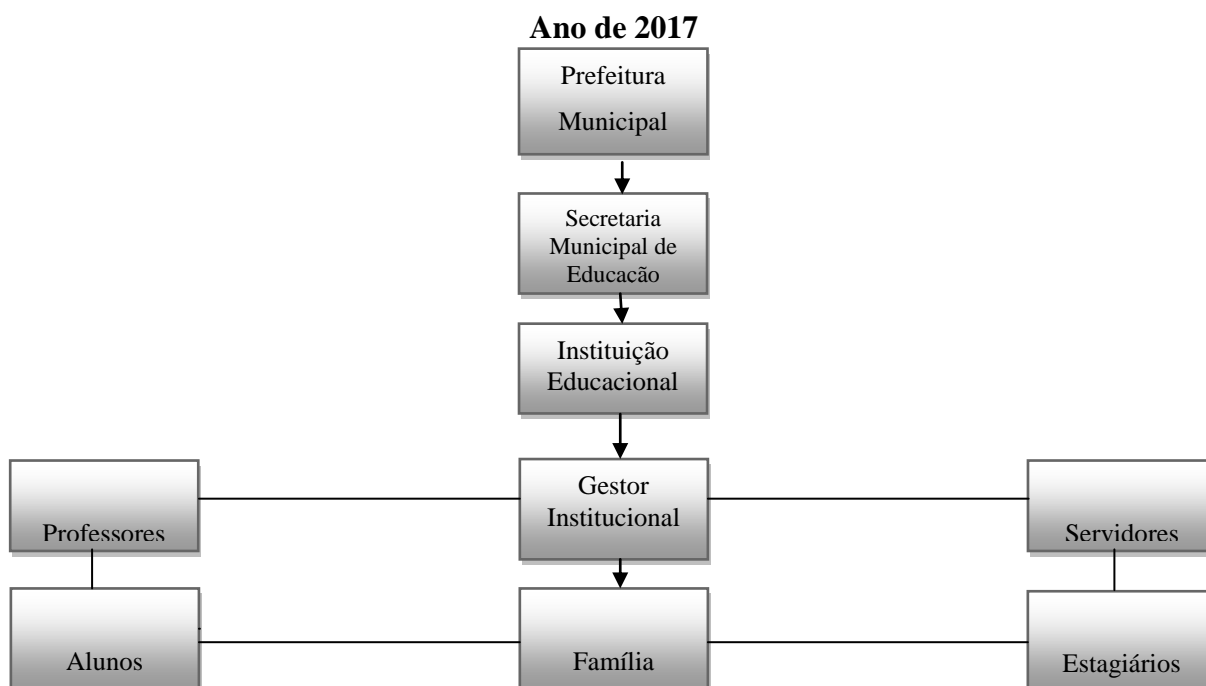 Ano de 2017
Prefeitura
Municipal
Secretaria
Municipal de
Educacão
Instituição
Educacional
Gestor
Institucional
Professores
Servidores
Alunos
Família
Estagiários